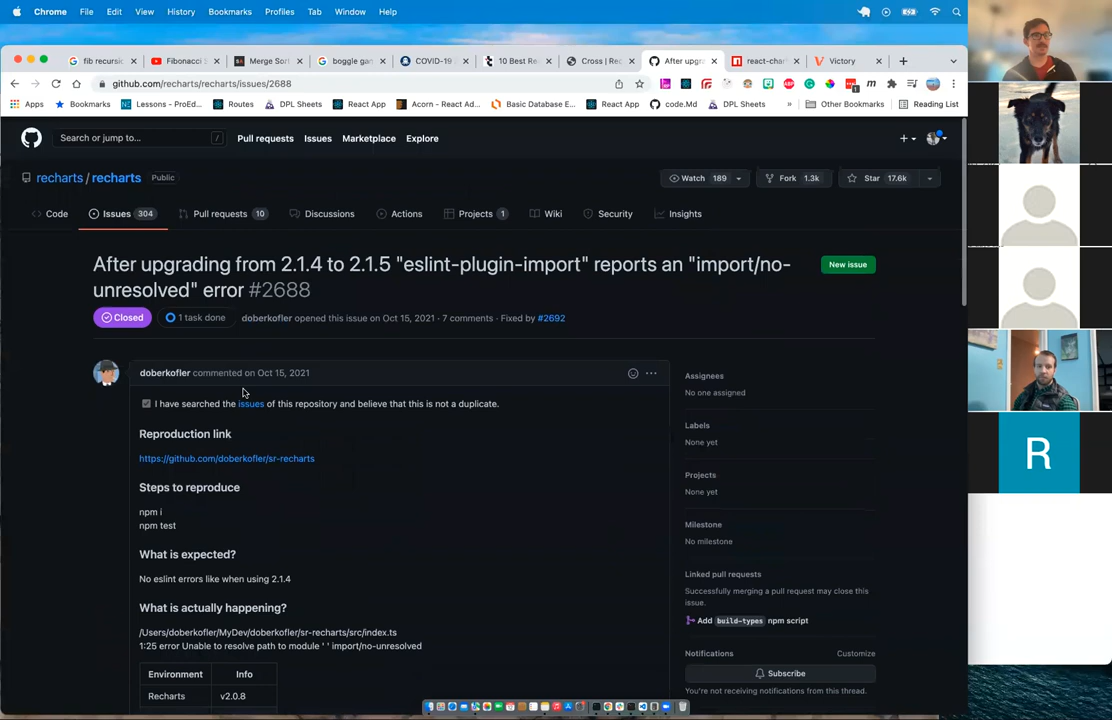 Chrome File Edit View History Bookmarks Profiles Tab Window Help
fib recursio
Fibonacci
Merge Sor
boggle ga
COVID-19
10 Best Re
Cross | Rec
After upgra
react-char
Victory
github.com/recharts/recharts/issues/2688
Apps Bookmarks Lessons - ProEd... Routes DPL Sheets React App Acorn - React Ad... Basic Database E... React App code.Md DPL Sheets » Other Bookmarks Reading List
Search or jump to... / Pull requests Issues Marketplace Explore
recharts / recharts Public
Watch 189 Fork 1.3k Star 17.6k
Code Issues 304 Pull requests 10 Discussions Actions Projects 1 Wiki Security Insights
After upgrading from 2.1.4 to 2.1.5 "eslint-plugin-import" reports an "import/no-
unresolved" error #2688
New issue
Closed 1 task done doberkofler opened this issue on Oct 15, 2021 · 7 comments · Fixed by #2692
doberkofler commented on Oct 15, 2021
I have searched the issues of this repository and believe that this is not a duplicate.
Reproduction link
https://github.com/doberkofler/sr-recharts
Steps to reproduce
npm i
npm test
What is expected?
No eslint errors like when using 2.1.4
What is actually happening?
/Users/doberkofler/MyDev/doberkofler/sr-recharts/src/index.ts
1:25 error Unable to resolve path to module ' ' import/no-unresolved
Environment Info
Recharts v2.0.8
Assignees
No one assigned
Labels
None yet
Projects
None yet
Milestone
No milestone
Linked pull requests
Successfully merging a pull request may close this
issue.
Add build-types npm script
Notifications Customize
Subscribe
You're not receiving notifications from this thread.
R